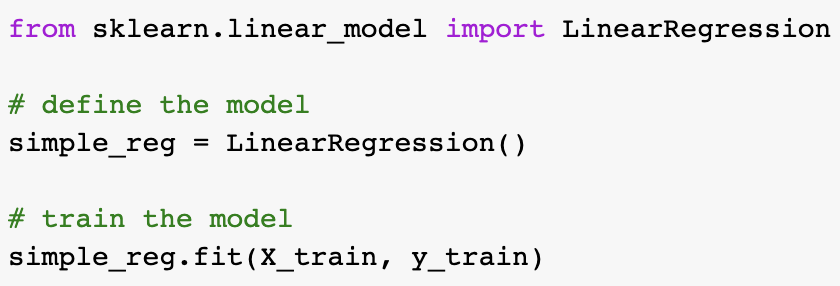 from sklearn.linear_model import LinearRegression
# define the model
simple_reg = LinearRegression()
# train the model
simple_reg.fit(X_train, y_train)